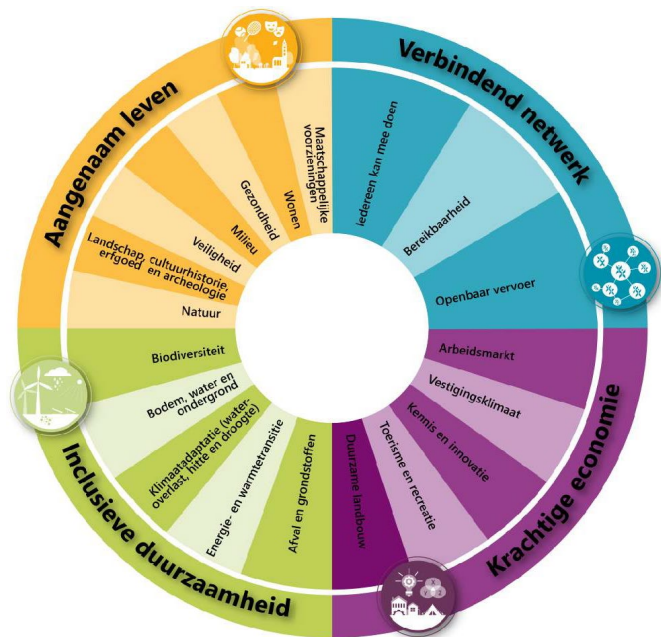 Aangenaam leven
Maatschappelijke
voorzieningen
Wonen
Gezondheid
Milieu
Veiligheid
Landschap, cultuurhistorie,
erfgoed en archeologie
Natuur
Verbindend netwerk
Iedereen kan mee doen
Bereikbaarheid
Openbaar vervoer
Krachtige economie
Arbeidsmarkt
Vestigingsklimaat
Kennis en innovatie
Toerisme en recreatie
Duurzame landbouw
Inclusieve duurzaamheid
Biodiversiteit
Bodem, water en
ondergrond
Klimaatadaptatie (water-
overlast, hitte en droogte)
Energie- en warmtetransitie
Afval en grondstoffen